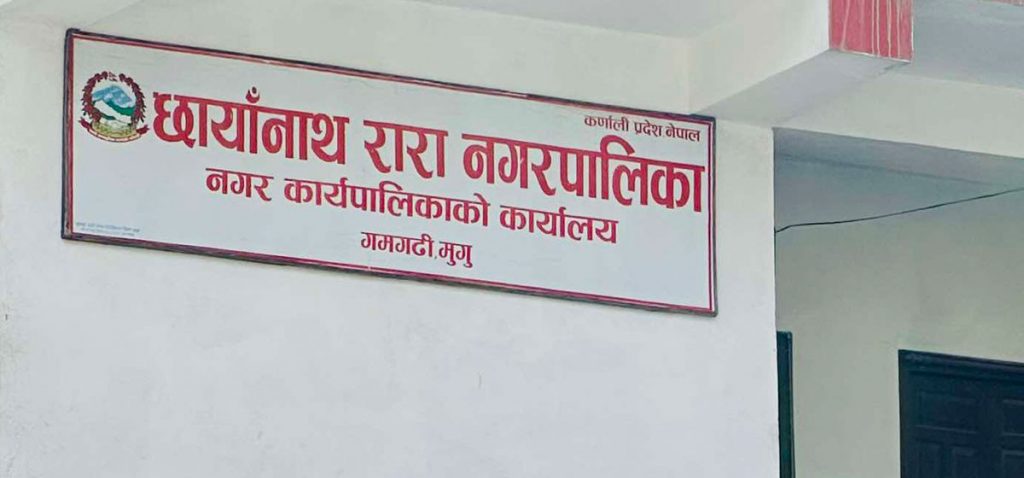 कर्णाली प्रदेश नेपाल
छायाँनाथ रारा नगरपालिका
नगर कार्यपालिकाको कार्यालय
गमगढी,मुगु